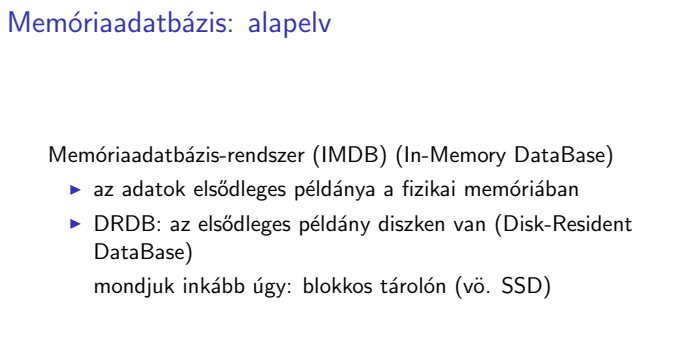 Memóriaadatbázis: alapelv
Memóriaadatbázis-rendszer (IMDB) (In-Memory DataBase)
▶ az adatok elsődleges példánya a fizikai memóriában
▶ DRDB: az elsődleges példány diszken van (Disk-Resident
DataBase)
mondjuk inkább úgy: blokkos tárolón (vö. SSD)